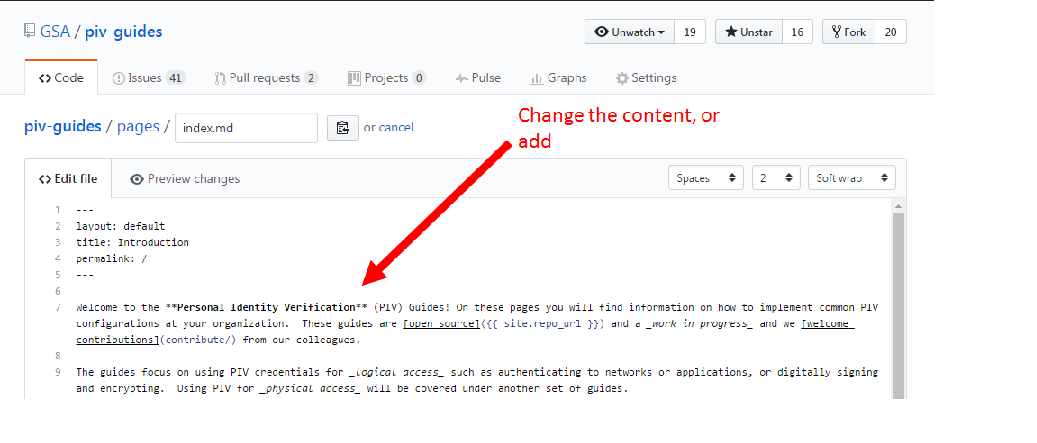 GSA / piv-guides
Unwatch 19 Unstar 16 Fork 20
Code Issues 41 Pull requests 2 Projects 0 Pulse Graphs Settings
Change the content, or
add
piv-guides / pages / index.md or cancel
Edit file Preview changes Spaces 2 Soft wrap
1 ---
2 layout: default
3 title: Introduction
4 permalink: /
5 ---
6
7 Welcome to the **Personal Identity Verification** (PIV) Guides! On these pages you will find information on how to implement common PIV
configurations at your organization. These guides are [open source]({{ site.repo_url }}) and a _work in progress_ and we [welcome
contributions](contribute/) from our colleagues.
8
9 The guides focus on using PIV credentials for _logical access_ such as authenticating to networks or applications, or digitally signing
and encrypting. Using PIV for _physical access_ will be covered under another set of guides.